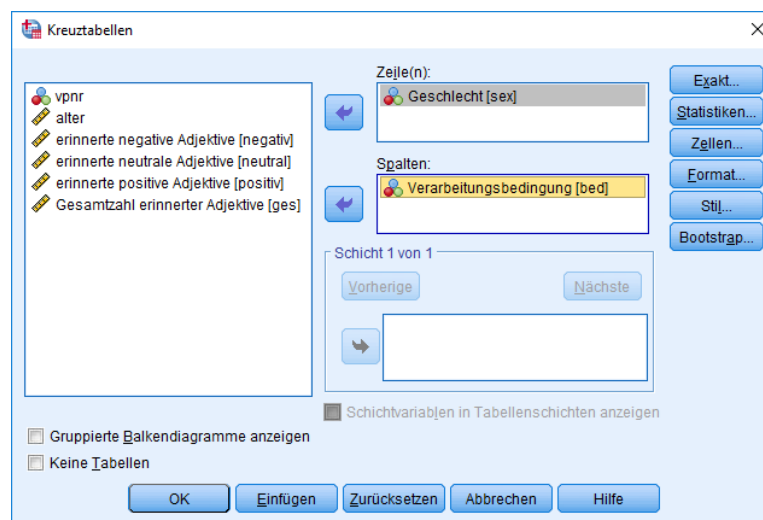 Kreuztabellen
vpnr
alter
erinnerte negative Adjektive [negativ]
erinnerte neutrale Adjektive [neutral]
erinnerte positive Adjektive [positiv]
Gesamtzahl erinnerter Adjektive [ges]
Zeile(n):
Geschlecht [sex]
Spalten:
Verarbeitungsbedingung [bed]
Schicht 1 von 1
Vorherige
Nächste
Schichtvariablen in Tabellenschichten anzeigen
Exakt...
Statistiken...
Zellen...
Format...
Stil...
Bootstrap...
Gruppierte Balkendiagramme anzeigen
Keine Tabellen
OK
Einfügen
Zurücksetzen
Abbrechen
Hilfe